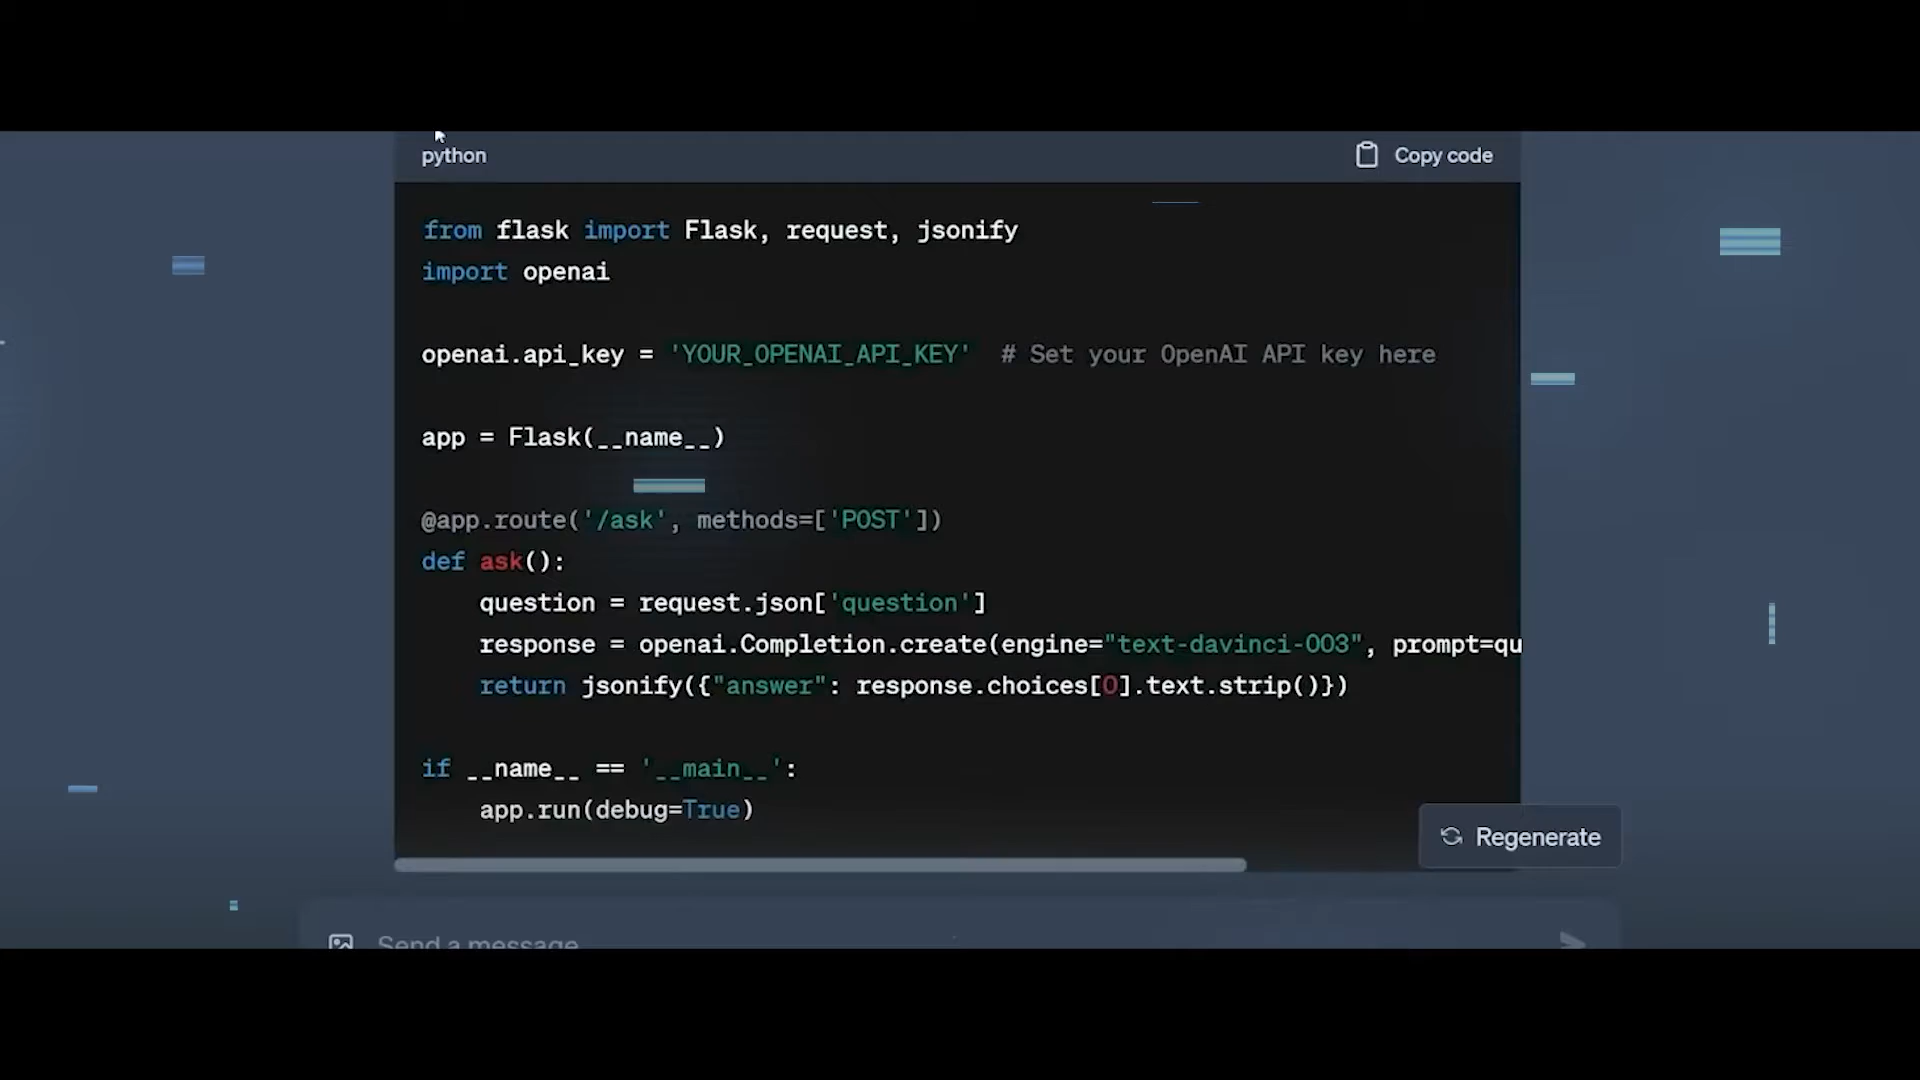 python
Copy code
from flask import Flask, request, jsonify
import openai
openai.api_key = 'YOUR_OPENAI_API_KEY'  # Set your OpenAI API key here
app = Flask(__name__)
@app.route('/ask', methods=['POST'])
def ask():
    question = request.json['question']
    response = openai.Completion.create(engine="text-davinci-003", prompt=qu
    return jsonify({"answer": response.choices[0].text.strip()})
if __name__ == '__main__':
    app.run(debug=True)
Regenerate
Send a message